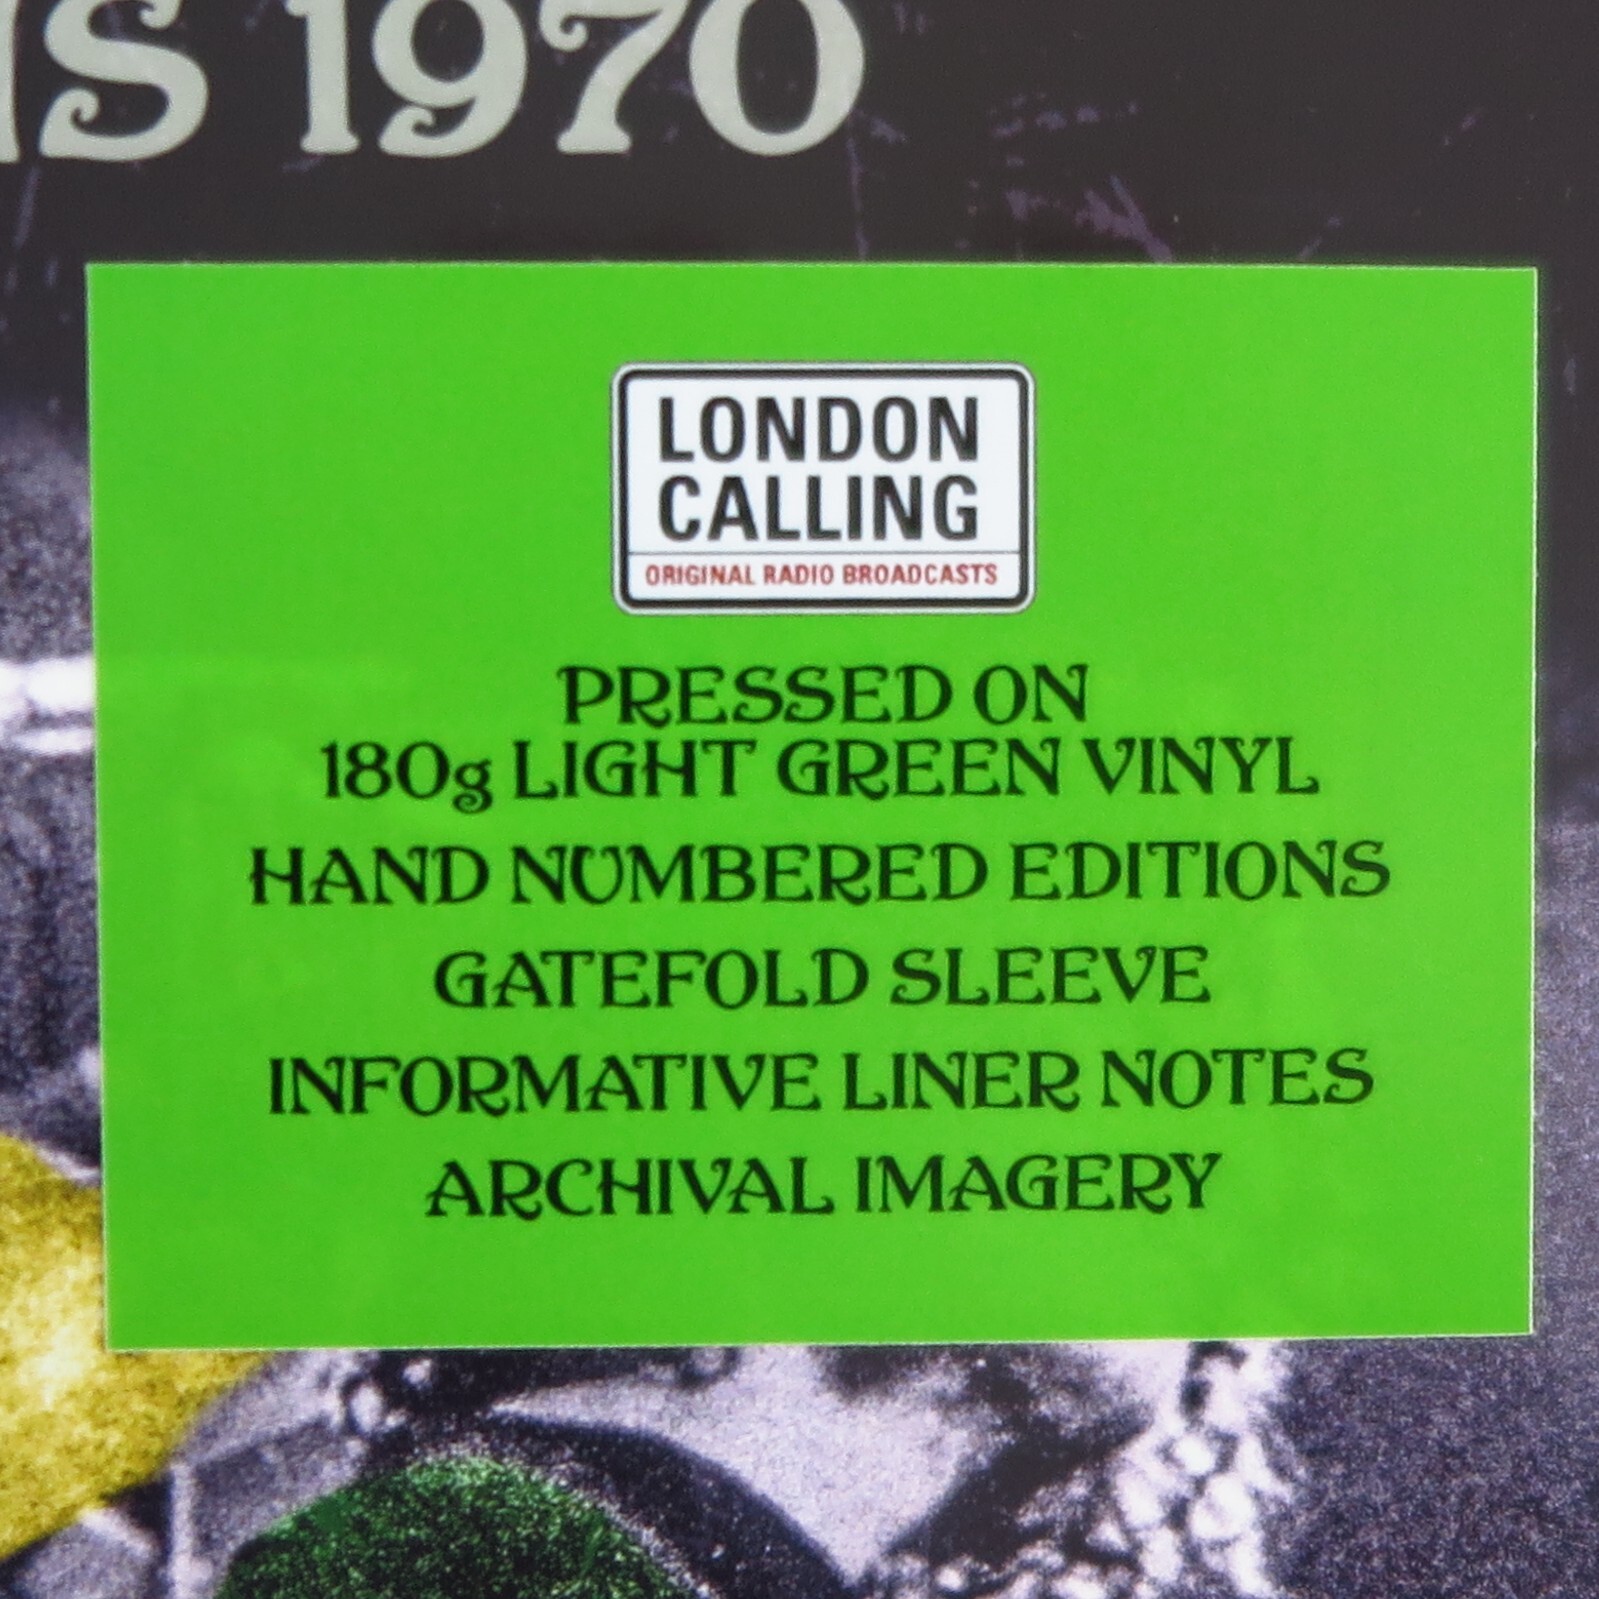 NS 1970
LONDON
CALLING
ORIGINAL RADIO BROADCASTS
PRESSED ON
180g LIGHT GREEN VINYL
HAND NUMBERED EDITIONS
GATEFOLD SLEEVE
INFORMATIVE LINER NOTES
ARCHIVAL IMAGERY